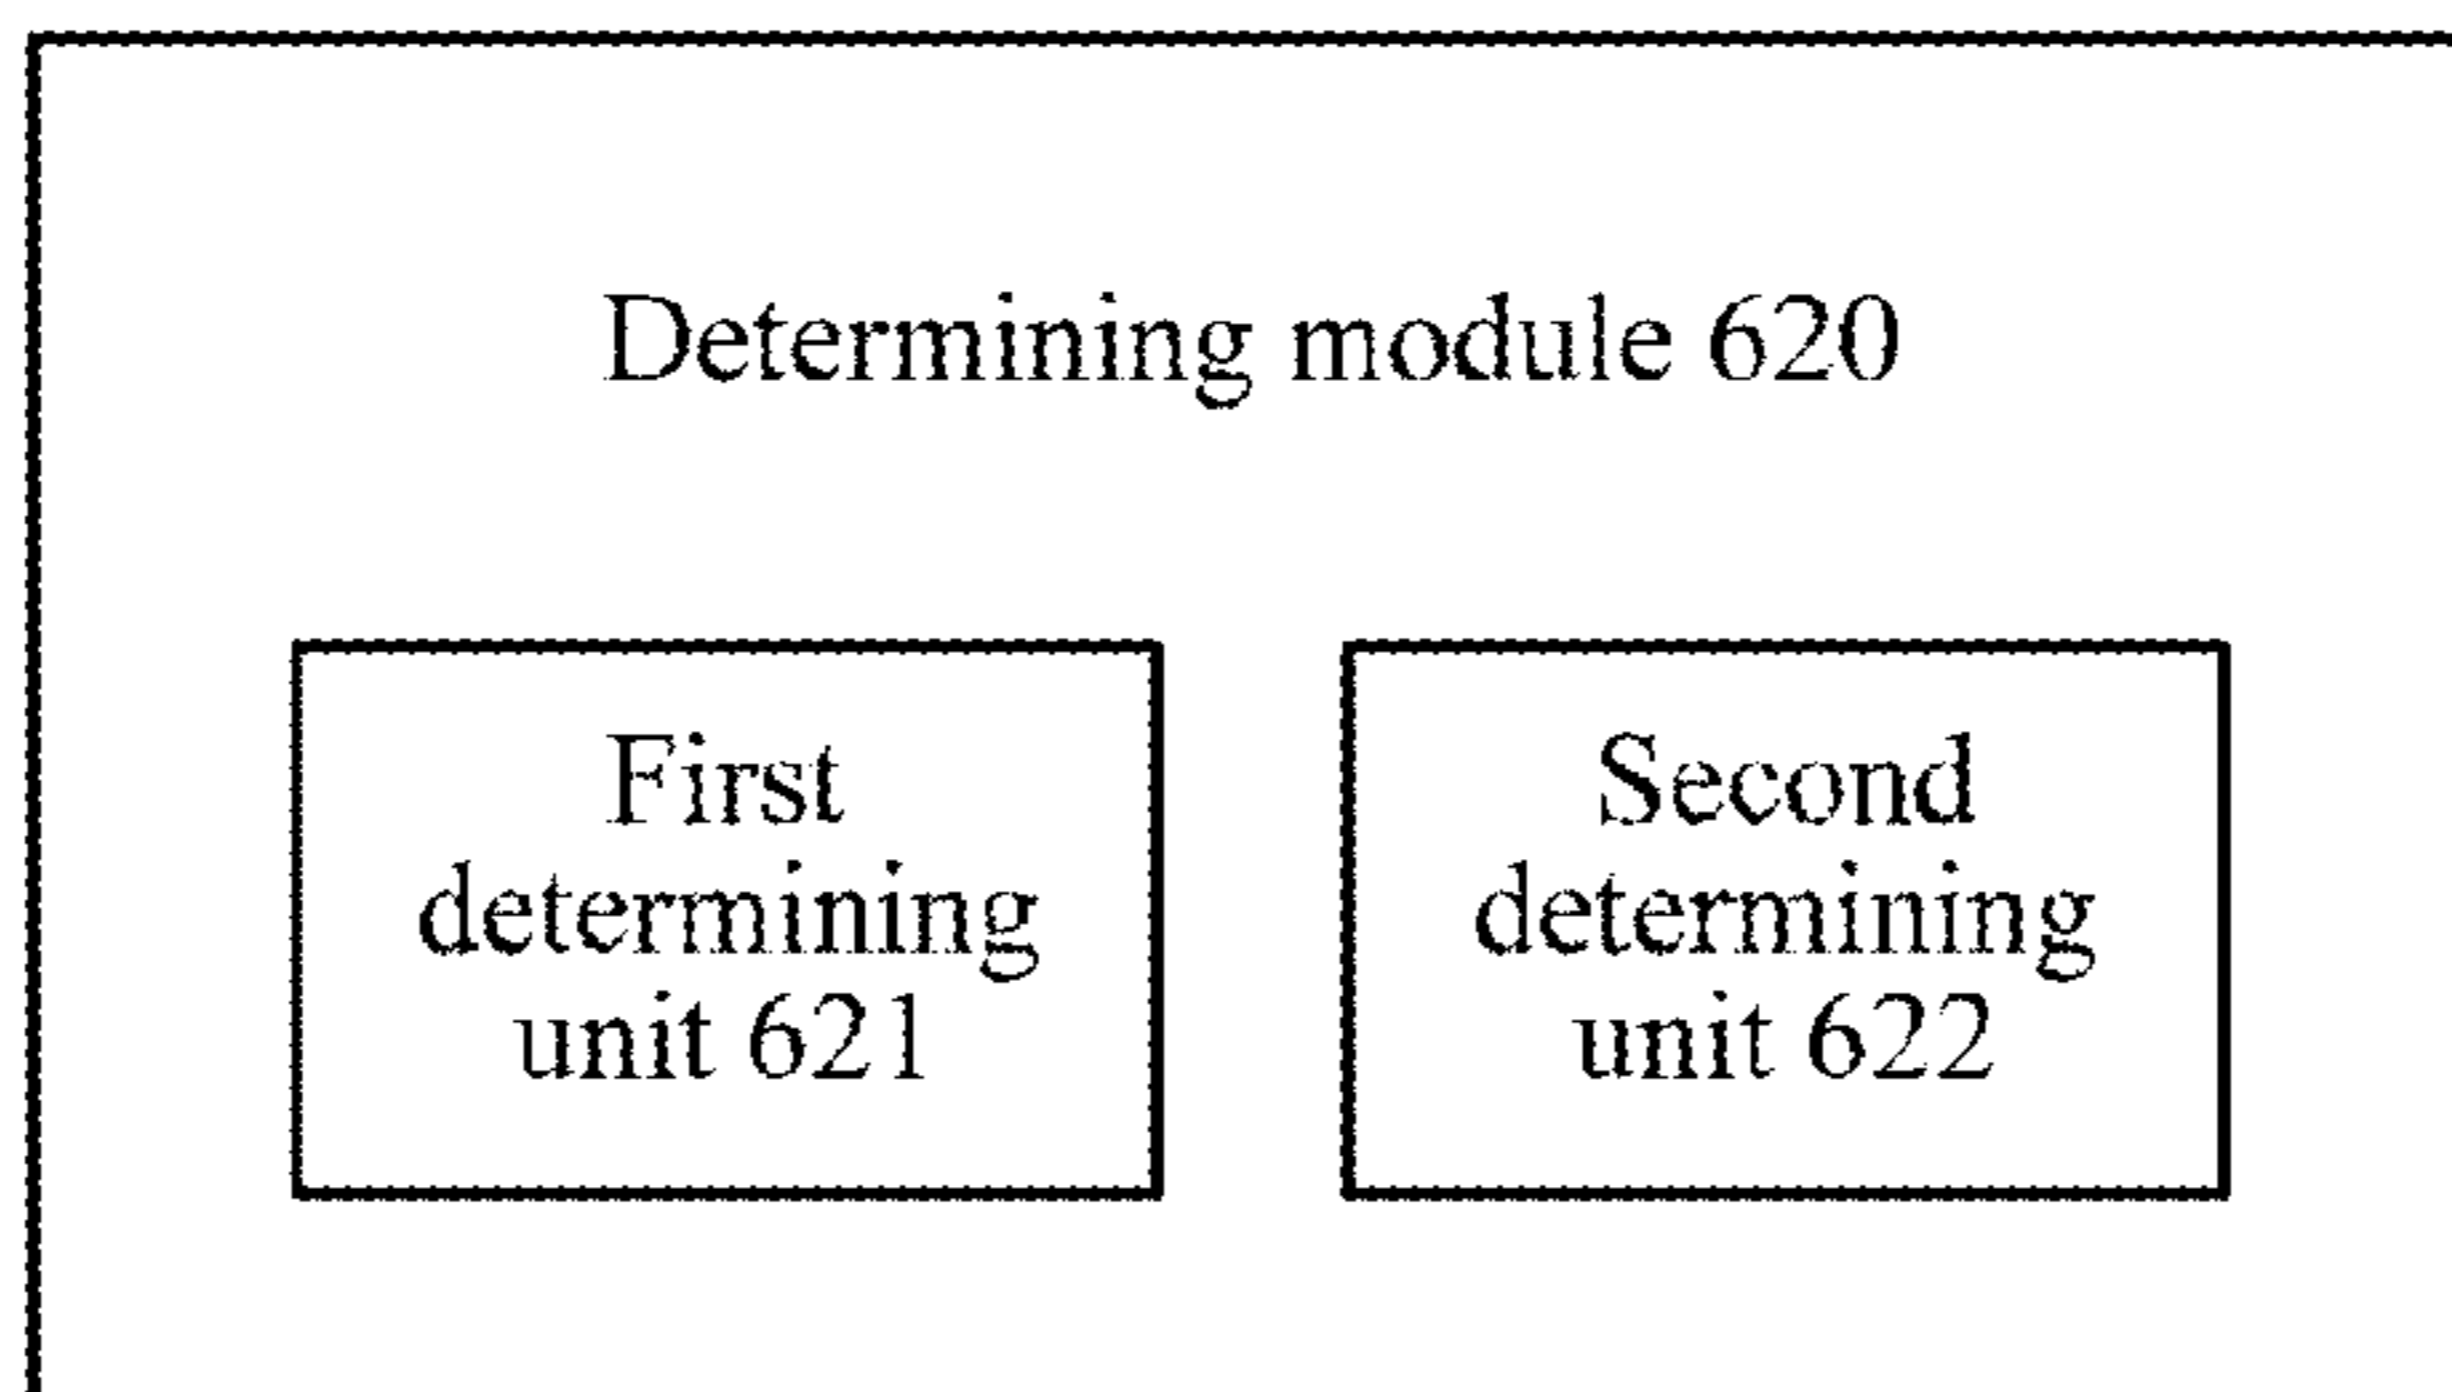 Determining module 620
First
determining
unit 621
Second
determining
unit 622